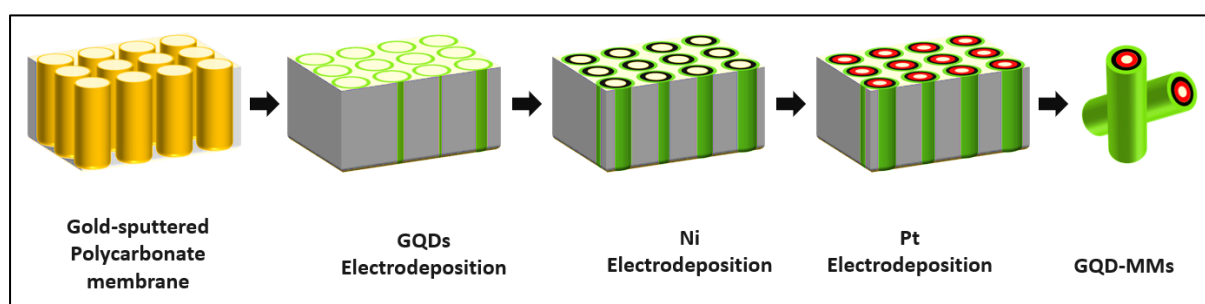 Gold-sputtered
Polycarbonate
membrane
GQDs
Electrodeposition
Ni
Electrodeposition
Pt
Electrodeposition
GQD-MMs